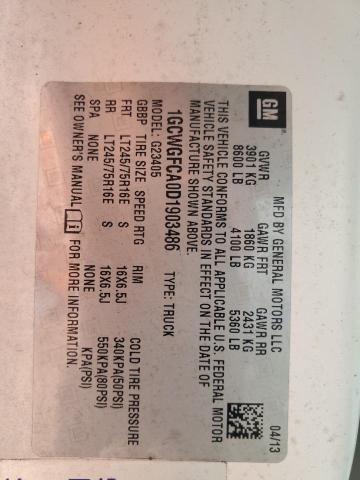 GM
MFD BY GENERAL MOTORS LLC 04/13
GVWR GAWR FRT GAWR RR
3901 KG 1860 KG 2431 KG
8600 LB 4100 LB 5360 LB
THIS VEHICLE CONFORMS TO ALL APPLICABLE U.S. FEDERAL MOTOR
VEHICLE SAFETY STANDARDS IN EFFECT ON THE DATE OF
MANUFACTURE SHOWN ABOVE.
1GCWGFCA0D1903486 TYPE: TRUCK
MODEL: G23405
GBBP TIRE SIZE SPEED RTG RIM COLD TIRE PRESSURE
FRT LT245/75R16E S 16X6.5J 340KPA(50PSI)
RR LT245/75R16E S 16X6.5J 550KPA(80PSI)
SPA NONE NONE KPA(PSI)
SEE OWNER'S MANUAL FOR MORE INFORMATION.